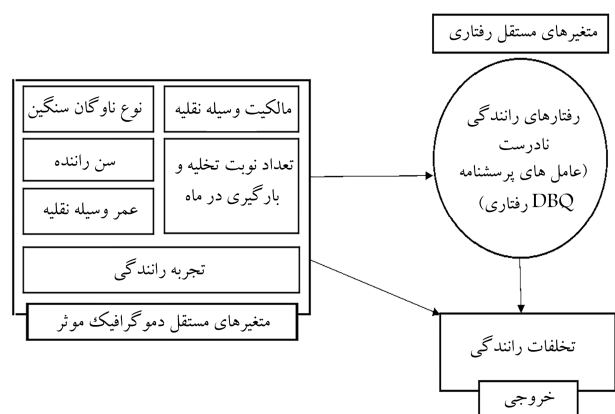 متغیرهای مستقل رفتاری
رفتارهای رانندگی
نادرست
(عامل های پرسشنامه
DBQ رفتاری)
مالکیت وسیله نقلیه
نوع ناوگان سنگین
تعداد نوبت تخلیه و
بارگیری در ماه
سن راننده
عمر وسیله نقلیه
تجربه رانندگی
متغیرهای مستقل دموگرافیک موثر
تخلفات رانندگی
خروجی